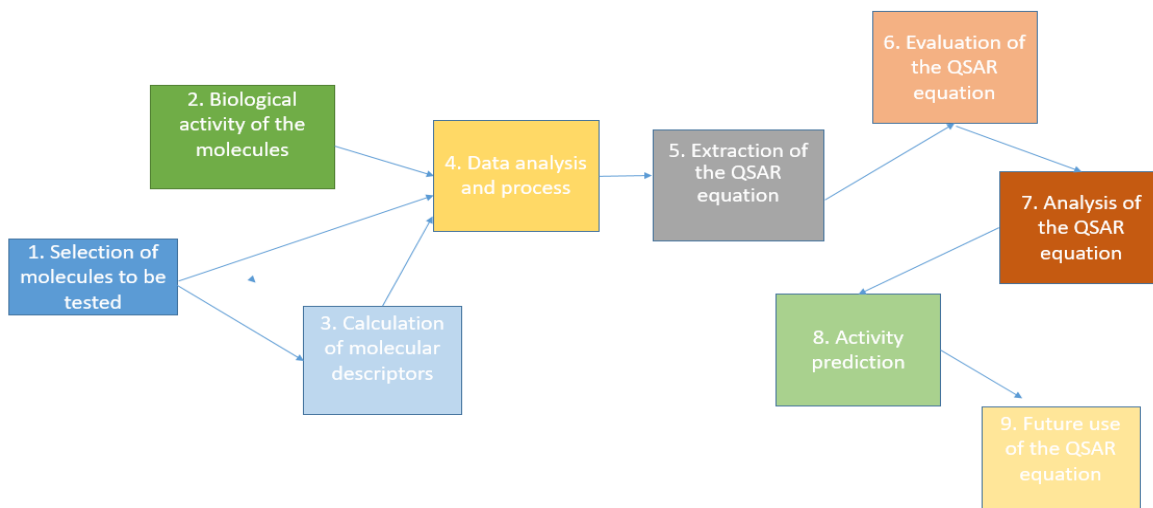 1. Selection of
molecules to be
tested
2. Biological
activity of the
molecules
3. Calculation
of molecular
descriptors
4. Data analysis
and process
5. Extraction of
the QSAR
equation
6. Evaluation of
the QSAR
equation
7. Analysis of
the QSAR
equation
8. Activity
prediction
9. Future use
of the QSAR
equation